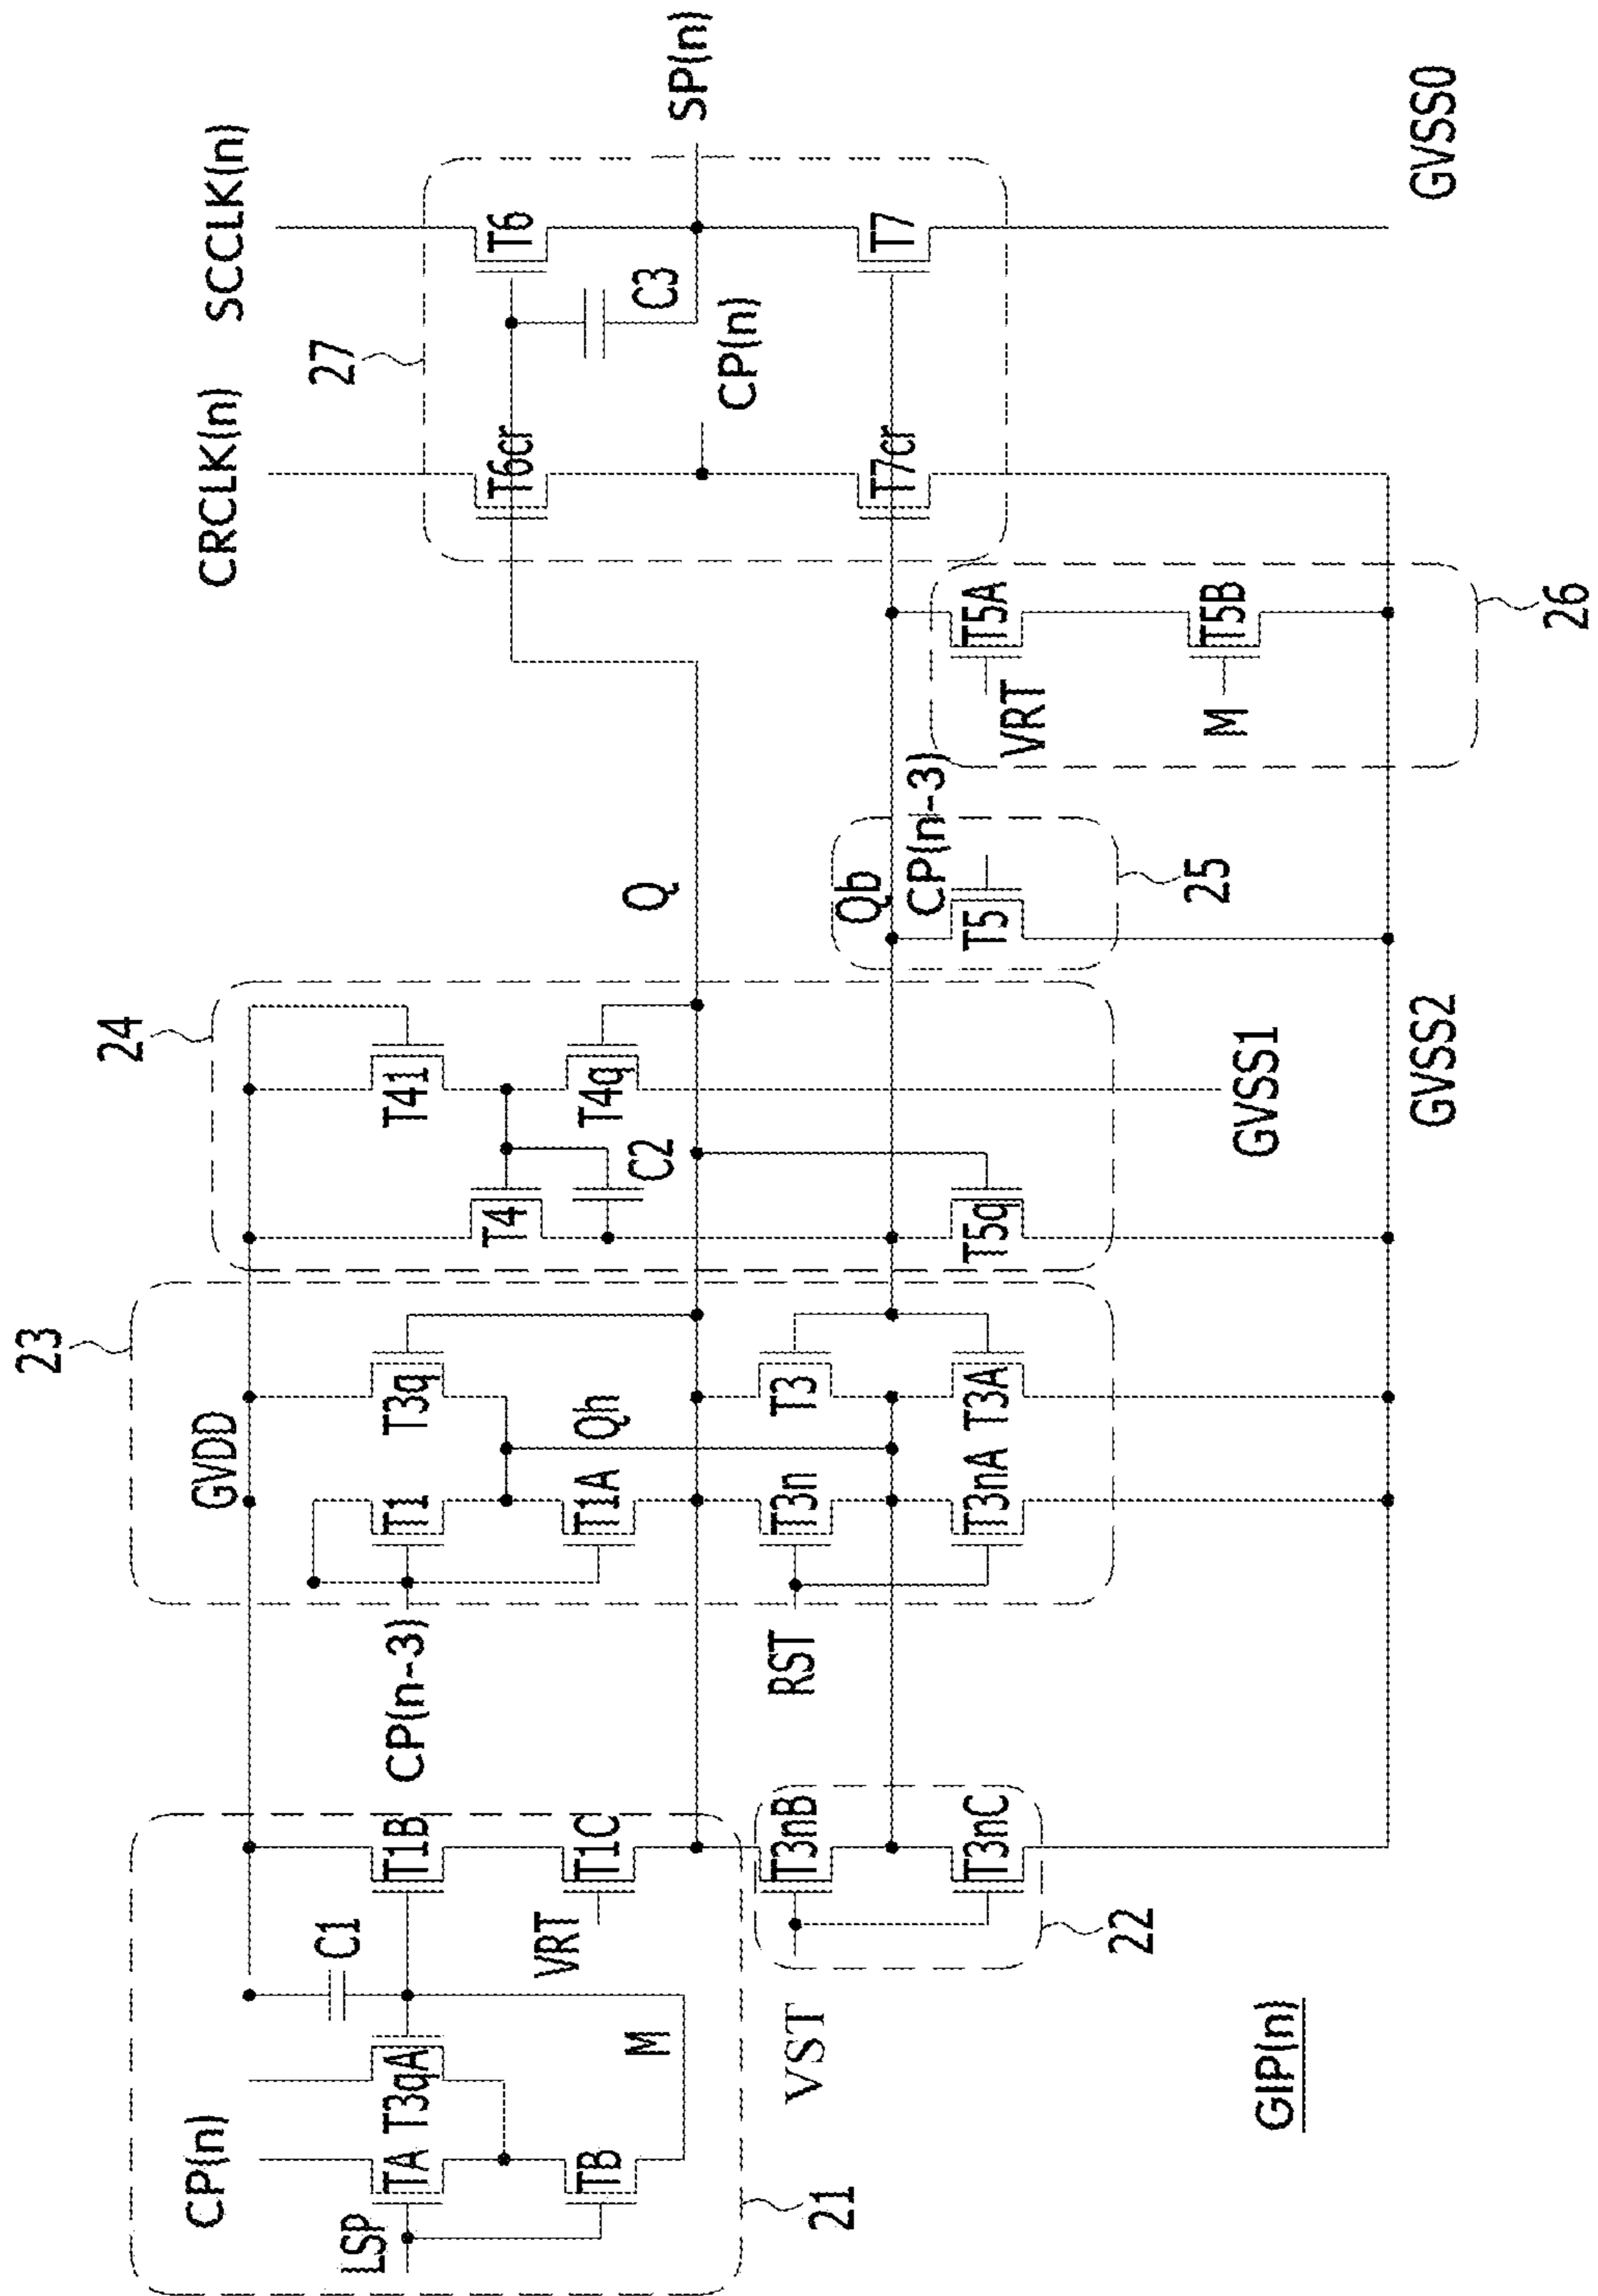 CP(n)
LSP
TA
T3qA
TB
M
C1
T1B
VRT
T1C
21
VST
T3nB
T3nC
22
GIP(n)
23
GVDD
CP(n-3)
T1
T3q
Qh
T1A
RST
T3n
T3
T3nA
T3A
24
T41
T4
T4q
C2
T5q
GVSS1
GVSS2
Q
Qb
CP(n-3)
T5
25
VRT
T5A
M
T5B
26
CRCLK(n)
SCCLK(n)
27
T6cr
T6
C3
CP(n)
SP(n)
T7cr
T7
GVSS0